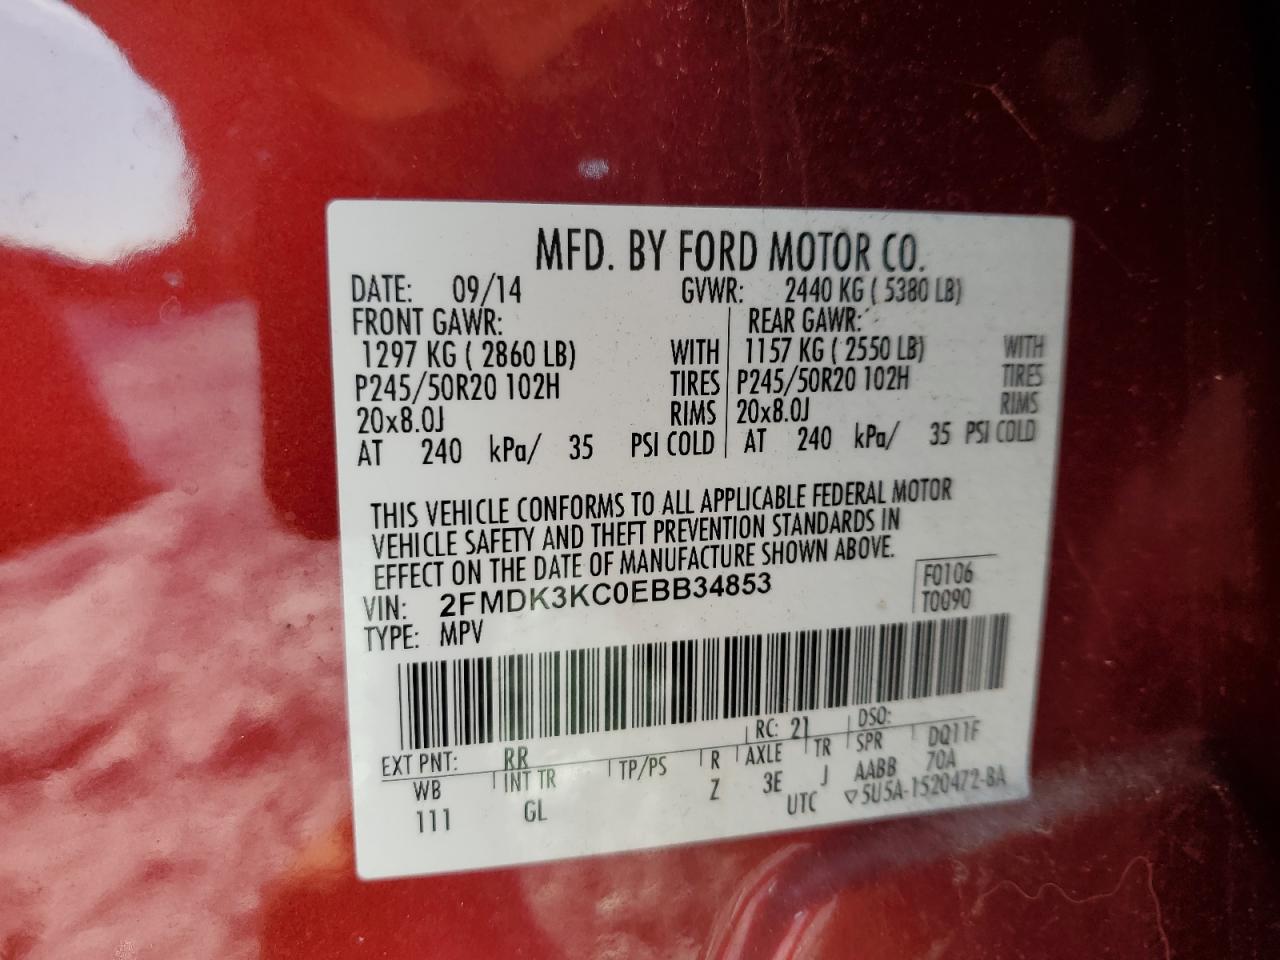 MFD. BY FORD MOTOR CO.
DATE: 09/14 GVWR: 2440 KG ( 5380 LB)
FRONT GAWR: REAR GAWR:
1297 KG ( 2860 LB) WITH 1157 KG ( 2550 LB) WITH
P245/50R20 102H TIRES P245/50R20 102H TIRES
20x8.0J RIMS 20x8.0J RIMS
AT 240 kPa/ 35 PSI COLD AT 240 kPa/ 35 PSI COLD
THIS VEHICLE CONFORMS TO ALL APPLICABLE FEDERAL MOTOR
VEHICLE SAFETY AND THEFT PREVENTION STANDARDS IN
EFFECT ON THE DATE OF MANUFACTURE SHOWN ABOVE.
VIN: 2FMDK3KC0EBB34853 F0106
TYPE: MPV T0090
EXT PNT: RR RC: 21 DSO:
WB INT TR TP/PS R AXLE TR SPR DQ11F
111 GL Z 3E J AABB 70A
UTC ▽5U5A-1520472-BA